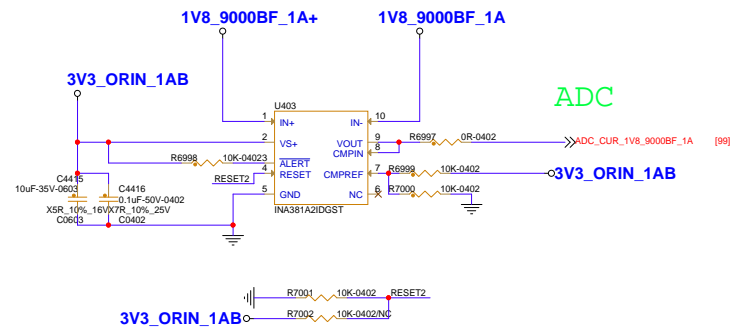 1V8_9000BF_1A+
1V8_9000BF_1A
3V3_ORIN_1AB
ADC
U403
1
IN+
IN-
10
2
VS+
VOUT
9
R6997
0R-0402
ADC_CUR_1V8_9000BF_1A
[99]
CMPIN
8
R6998
10K-0402
3
ALERT
RESET2
4
RESET
CMPREF
7
R6999
10K-0402
3V3_ORIN_1AB
5
GND
NC
6
R7000
10K-0402
INA381A2IDGST
C4415
10uF-35V-0603
X5R_10%_16V
C0603
C4416
0.1uF-50V-0402
X7R_10%_25V
C0402
R7001
10K-0402
RESET2
3V3_ORIN_1AB
R7002
10K-0402/NC